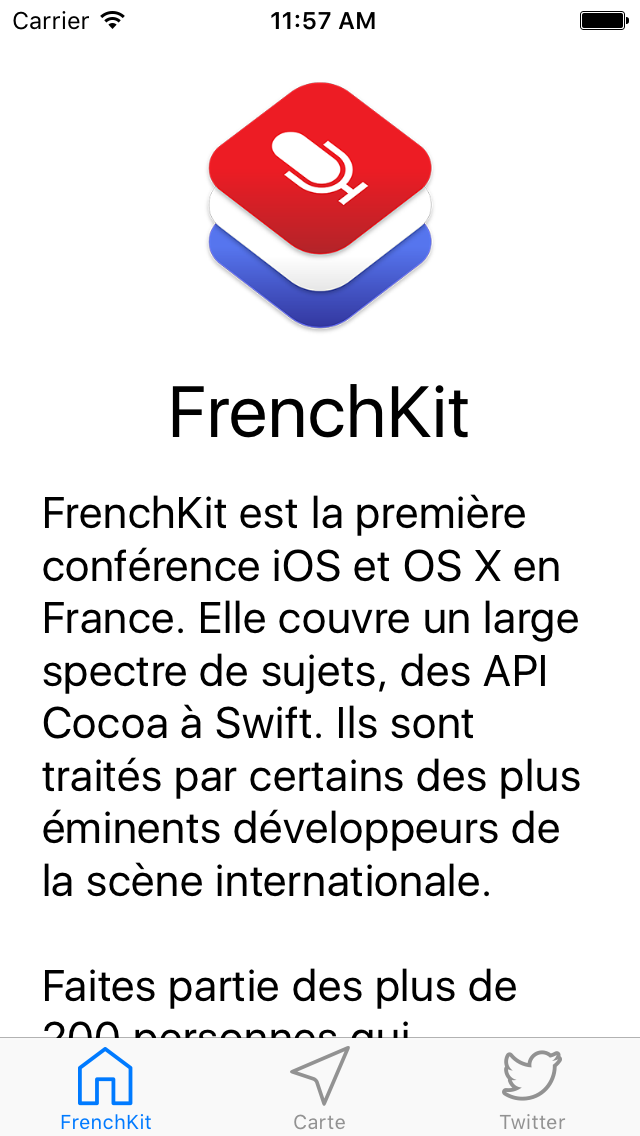 Carrier 11:57 AM
FrenchKit
FrenchKit est la première
conférence iOS et OS X en
France. Elle couvre un large
spectre de sujets, des API
Cocoa à Swift. Ils sont
traités par certains des plus
éminents développeurs de
la scène internationale.
Faites partie des plus de
200 personnes qui
FrenchKit Carte Twitter